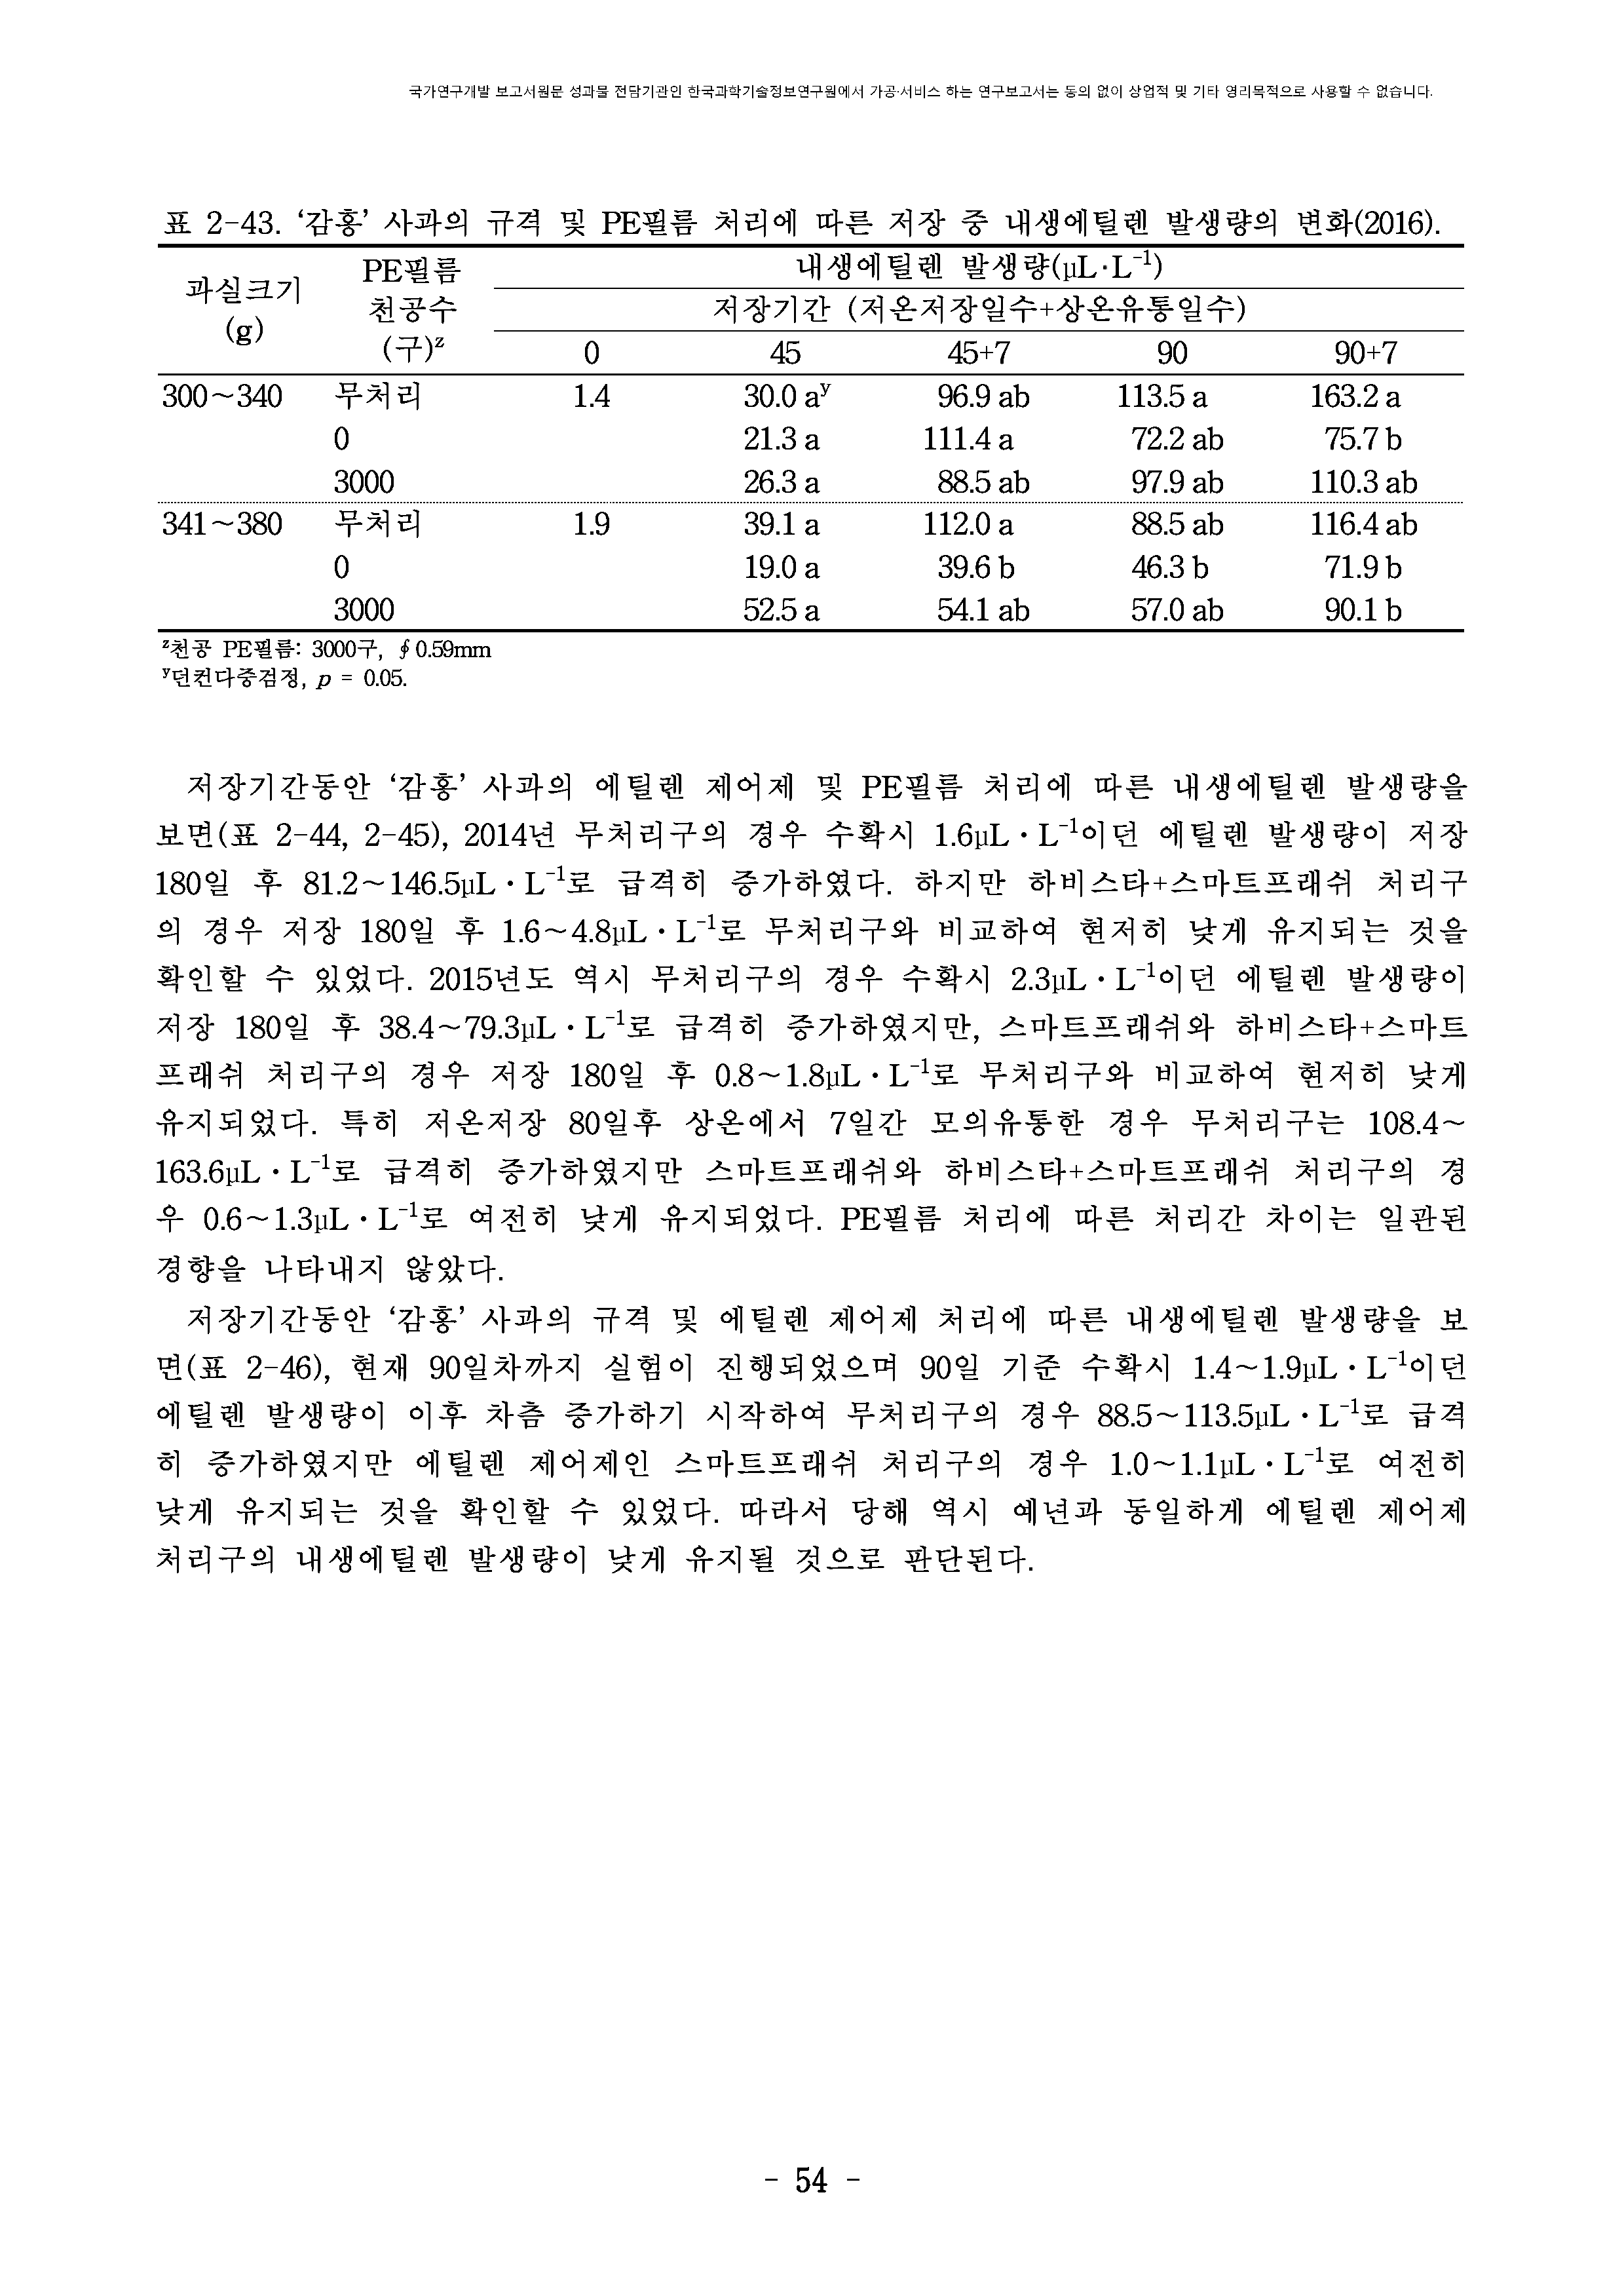 국가연구개발 보고서원문 성과물 전담기관인 한국과학기술정보연구원에서 가공·서비스 하는 연구보고서는 동의 없이 상업적 및 기타 영리목적으로 사용할 수 없습니다.
표 2-43. ‘감홍’ 사과의 규격 및 PE필름 처리에 따른 저장 중 내생에틸렌 발생량의 변화(2016).
과실크기 (g) PE필름 천공수 (구)ᶻ 내생에틸렌 발생량(μL·L⁻¹)
저장기간 (저온저장일수+상온유통일수)
0 45 45+7 90 90+7
300~340 무처리 1.4 30.0 aʸ 96.9 ab 113.5 a 163.2 a
0 21.3 a 111.4 a 72.2 ab 75.7 b
3000 26.3 a 88.5 ab 97.9 ab 110.3 ab
341~380 무처리 1.9 39.1 a 112.0 a 88.5 ab 116.4 ab
0 19.0 a 39.6 b 46.3 b 71.9 b
3000 52.5 a 54.1 ab 57.0 ab 90.1 b
ᶻ천공 PE필름: 3000구, ∮0.59mm
ʸ던컨다중검정, p = 0.05.
저장기간동안 ‘감홍’ 사과의 에틸렌 제어제 및 PE필름 처리에 따른 내생에틸렌 발생량을
보면(표 2-44, 2-45), 2014년 무처리구의 경우 수확시 1.6μL·L⁻¹이던 에틸렌 발생량이 저장
180일 후 81.2~146.5μL·L⁻¹로 급격히 증가하였다. 하지만 하비스타+스마트프래쉬 처리구
의 경우 저장 180일 후 1.6~4.8μL·L⁻¹로 무처리구와 비교하여 현저히 낮게 유지되는 것을
확인할 수 있었다. 2015년도 역시 무처리구의 경우 수확시 2.3μL·L⁻¹이던 에틸렌 발생량이
저장 180일 후 38.4~79.3μL·L⁻¹로 급격히 증가하였지만, 스마트프래쉬와 하비스타+스마트
프래쉬 처리구의 경우 저장 180일 후 0.8~1.8μL·L⁻¹로 무처리구와 비교하여 현저히 낮게
유지되었다. 특히 저온저장 80일후 상온에서 7일간 모의유통한 경우 무처리구는 108.4~
163.6μL·L⁻¹로 급격히 증가하였지만 스마트프래쉬와 하비스타+스마트프래쉬 처리구의 경
우 0.6~1.3μL·L⁻¹로 여전히 낮게 유지되었다. PE필름 처리에 따른 처리간 차이는 일관된
경향을 나타내지 않았다.
저장기간동안 ‘감홍’ 사과의 규격 및 에틸렌 제어제 처리에 따른 내생에틸렌 발생량을 보
면(표 2-46), 현재 90일차까지 실험이 진행되었으며 90일 기준 수확시 1.4~1.9μL·L⁻¹이던
에틸렌 발생량이 이후 차츰 증가하기 시작하여 무처리구의 경우 88.5~113.5μL·L⁻¹로 급격
히 증가하였지만 에틸렌 제어제인 스마트프래쉬 처리구의 경우 1.0~1.1μL·L⁻¹로 여전히
낮게 유지되는 것을 확인할 수 있었다. 따라서 당해 역시 예년과 동일하게 에틸렌 제어제
처리구의 내생에틸렌 발생량이 낮게 유지될 것으로 판단된다.
- 54 -